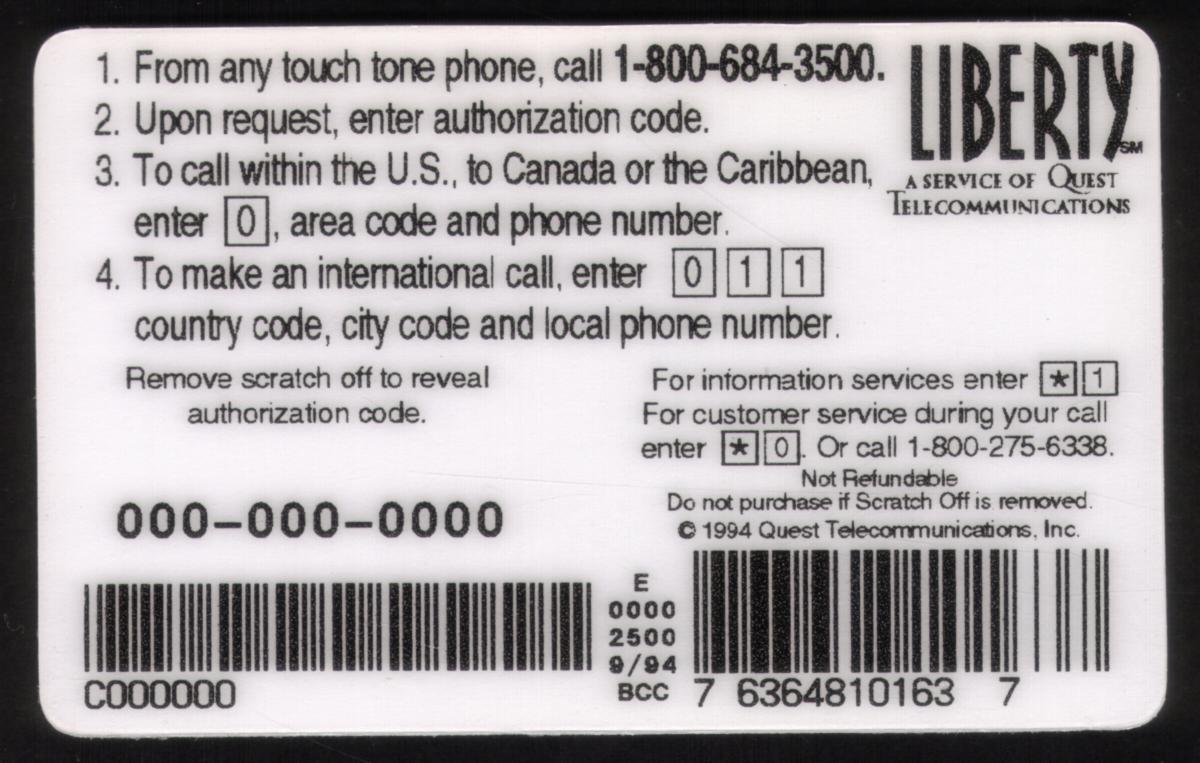 1. From any touch tone phone, call 1-800-684-3500.
2. Upon request, enter authorization code.
3. To call within the U.S., to Canada or the Caribbean,
enter 0, area code and phone number.
4. To make an international call, enter 0 1 1
country code, city code and local phone number.
LIBERTY SM
A SERVICE OF QUEST
TELECOMMUNICATIONS
Remove scratch off to reveal
authorization code.
For information services enter * 1
For customer service during your call
enter * 0. Or call 1-800-275-6338.
Not Refundable
Do not purchase if Scratch Off is removed.
© 1994 Quest Telecommunications, Inc.
000-000-0000
C000000
E
0000
2500
9/94
BCC
7 6364810163 7